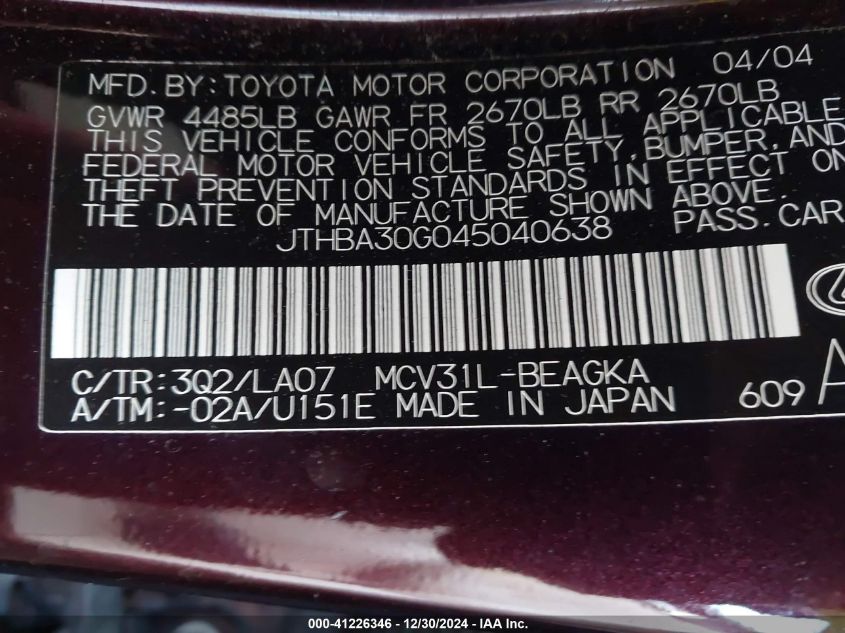 MFD. BY: TOYOTA MOTOR CORPORATION 04/04
GVWR 4485LB GAWR FR 2670LB RR 2670LB
THIS VEHICLE CONFORMS TO ALL APPLICABLE
FEDERAL MOTOR VEHICLE SAFETY, BUMPER, AND
THEFT PREVENTION STANDARDS IN EFFECT ON
THE DATE OF MANUFACTURE SHOWN ABOVE.
JTHBA30G045040638 PASS. CAR
C/TR: 3Q2/LA07 MCV31L-BEAGKA
A/TM: -02A/U151E MADE IN JAPAN 609 A
000-41226346 - 12/30/2024 - IAA Inc.